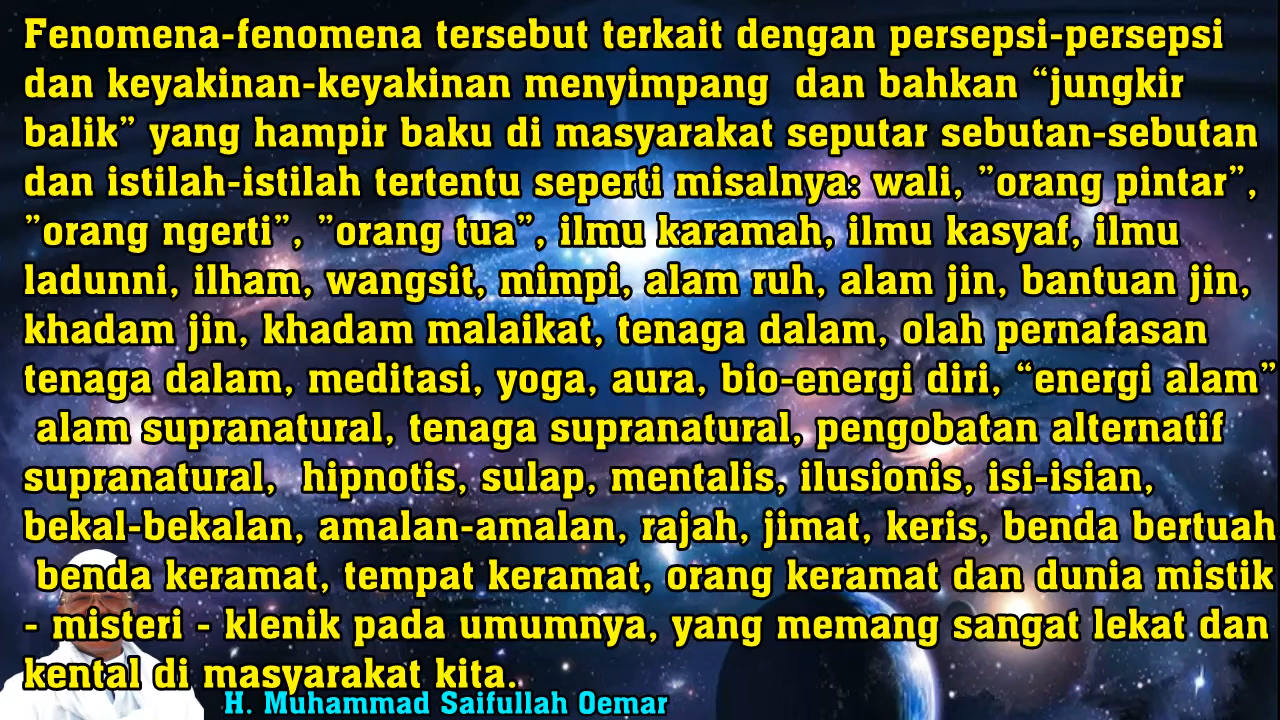 Fenomena-fenomena tersebut terkait dengan persepsi-persepsi
dan keyakinan-keyakinan menyimpang  dan bahkan “jungkir
balik” yang hampir baku di masyarakat seputar sebutan-sebutan
dan istilah-istilah tertentu seperti misalnya: wali, ”orang pintar”,
”orang ngerti”, ”orang tua”, ilmu karamah, ilmu kasyaf, ilmu
ladunni, ilham, wangsit, mimpi, alam ruh, alam jin, bantuan jin,
khadam jin, khadam malaikat, tenaga dalam, olah pernafasan
tenaga dalam, meditasi, yoga, aura, bio-energi diri, “energi alam”
alam supranatural, tenaga supranatural, pengobatan alternatif
supranatural,  hipnotis, sulap, mentalis, ilusionis, isi-isian,
bekal-bekalan, amalan-amalan, rajah, jimat, keris, benda bertuah
benda keramat, tempat keramat, orang keramat dan dunia mistik
- misteri - klenik pada umumnya, yang memang sangat lekat dan
kental di masyarakat kita.
H. Muhammad Saifullah Oemar